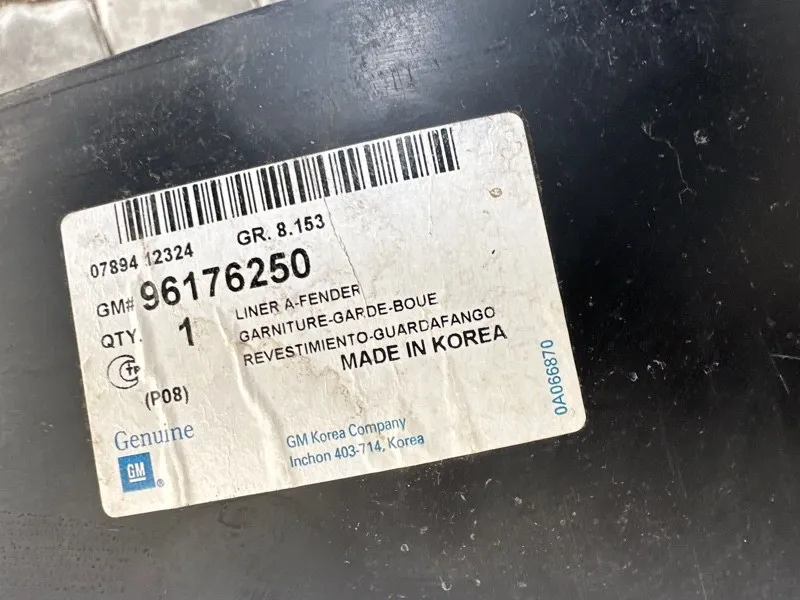 07894 12324 GR. 8.153
GM# 96176250
QTY. 1
LINER A-FENDER
GARNITURE-GARDE-BOUE
REVESTIMIENTO-GUARDAFANGO
MADE IN KOREA
(P08)
Genuine
GM ®
GM Korea Company
Inchon 403-714, Korea
0A066870